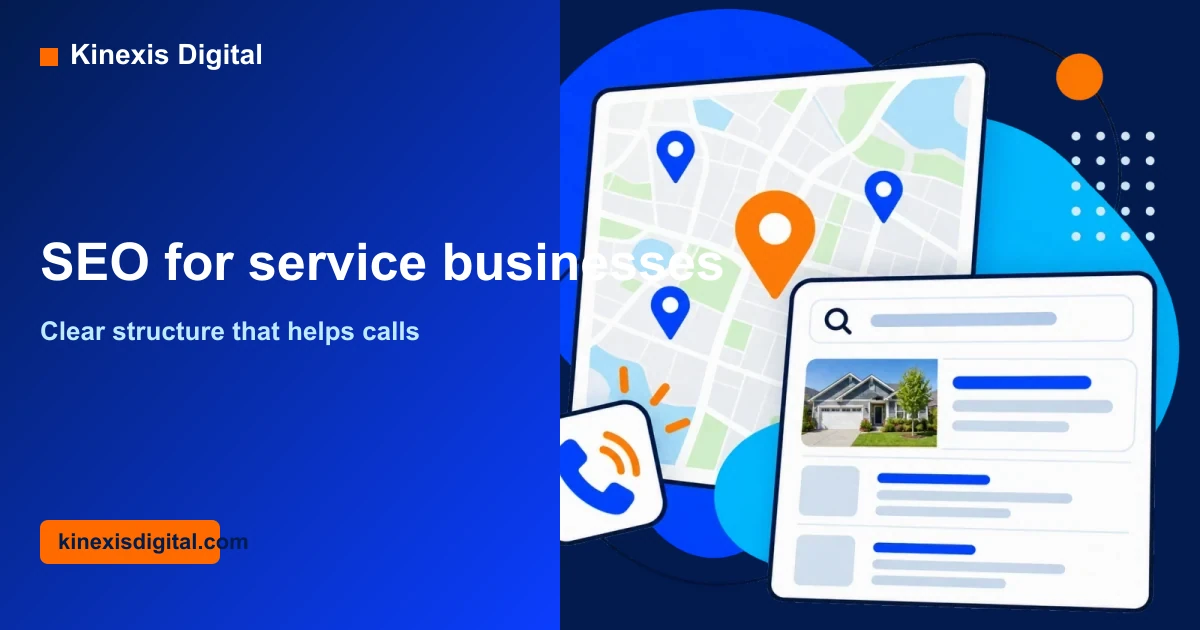 Kinexis Digital
SEO for service businesses
Clear structure that helps calls
kinexisdigital.com